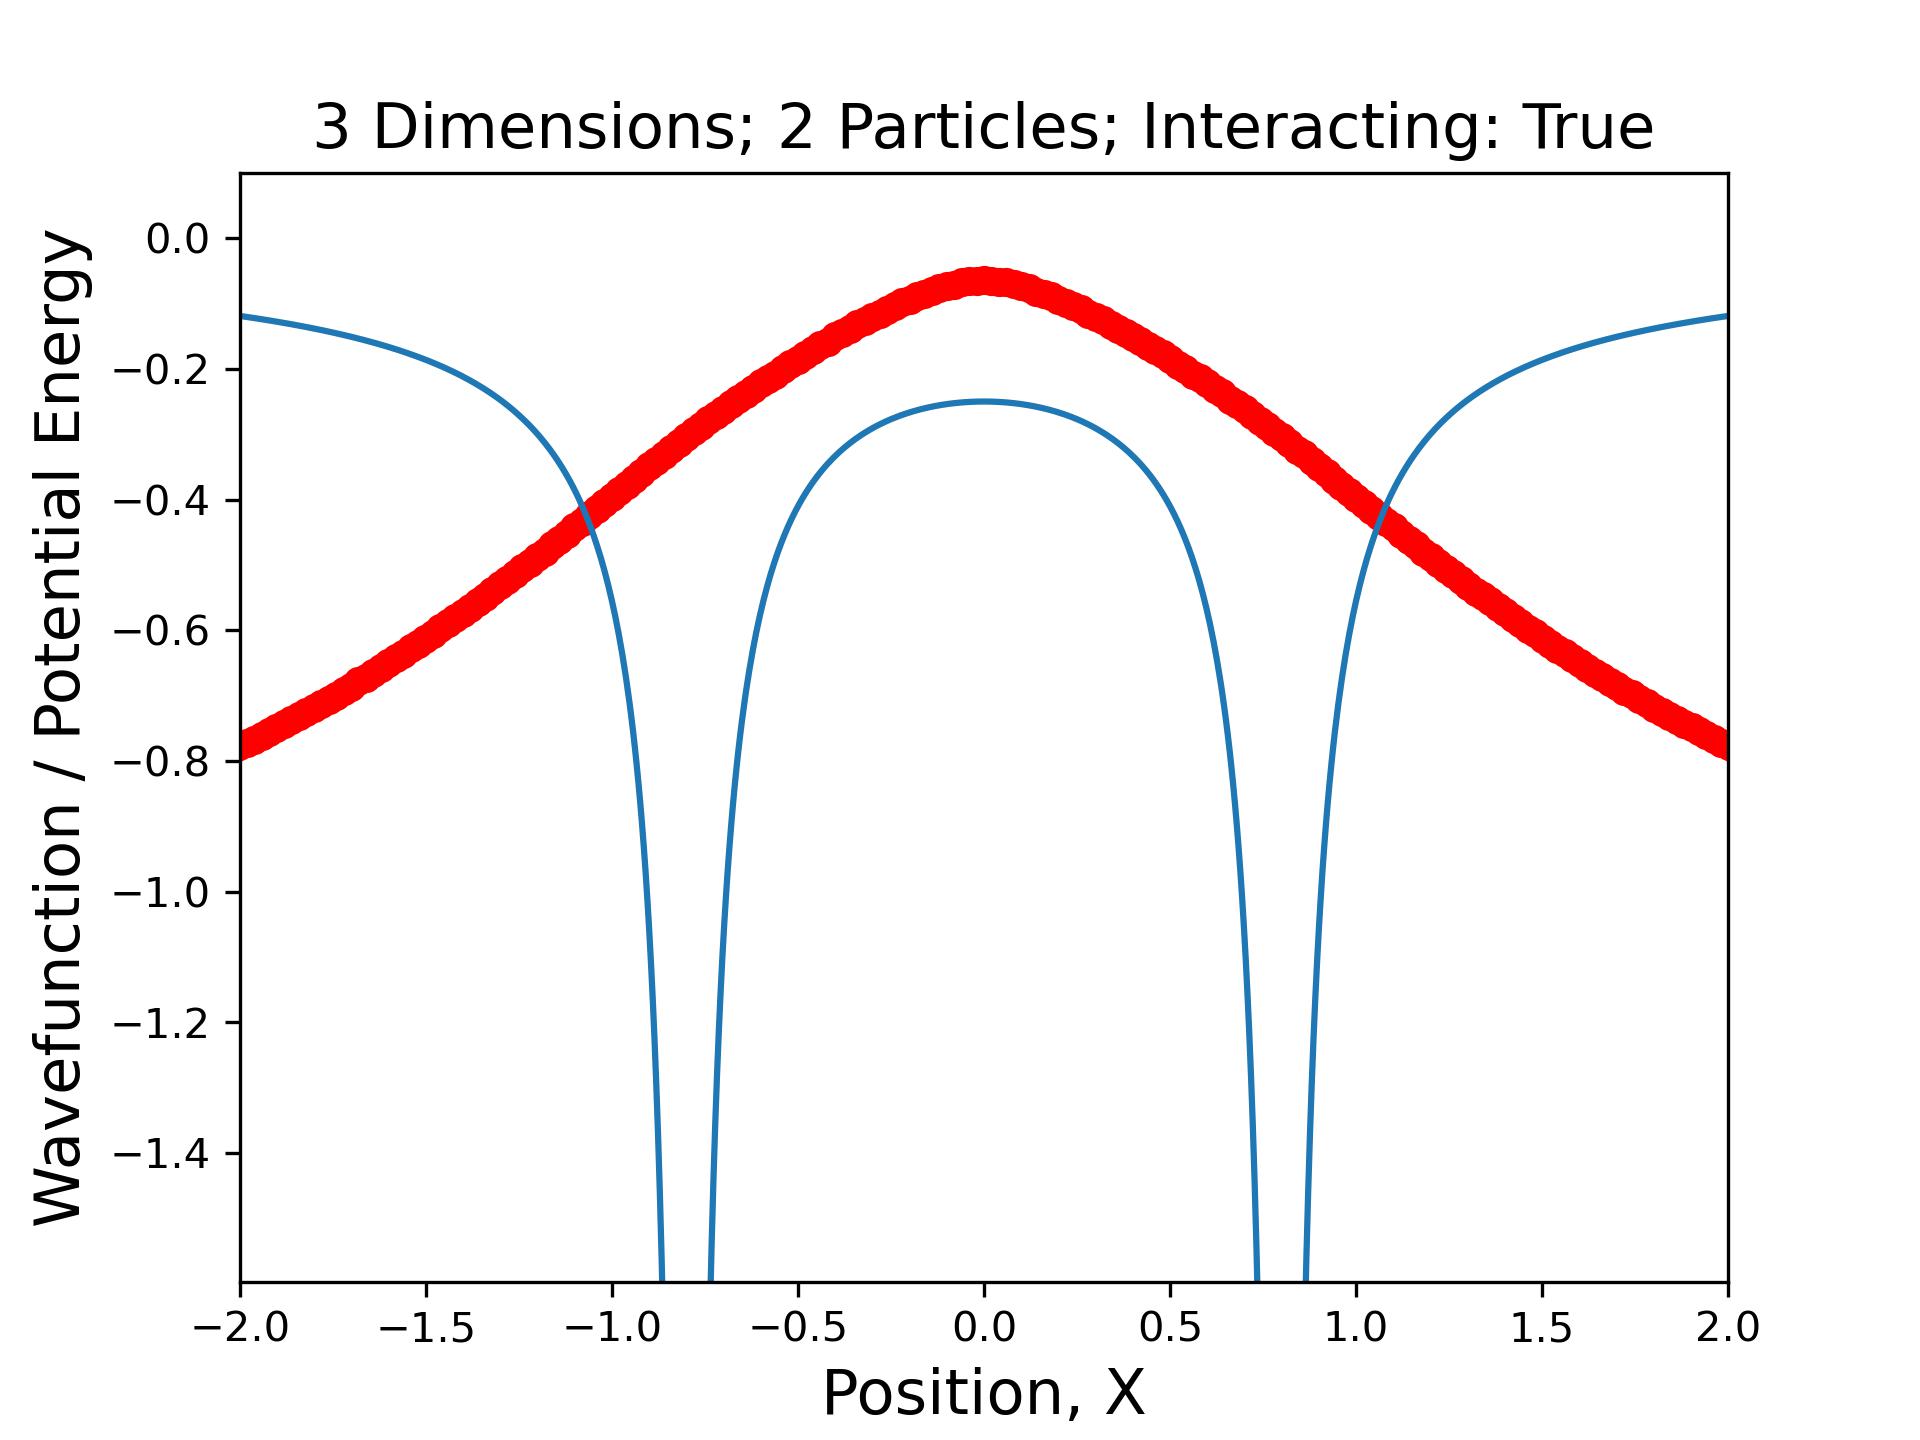 3 Dimensions; 2 Particles; Interacting: True
Wavefunction / Potential Energy
0.0
−0.2
−0.4
−0.6
−0.8
−1.0
−1.2
−1.4
−2.0 −1.5 −1.0 −0.5 0.0 0.5 1.0 1.5 2.0
Position, X